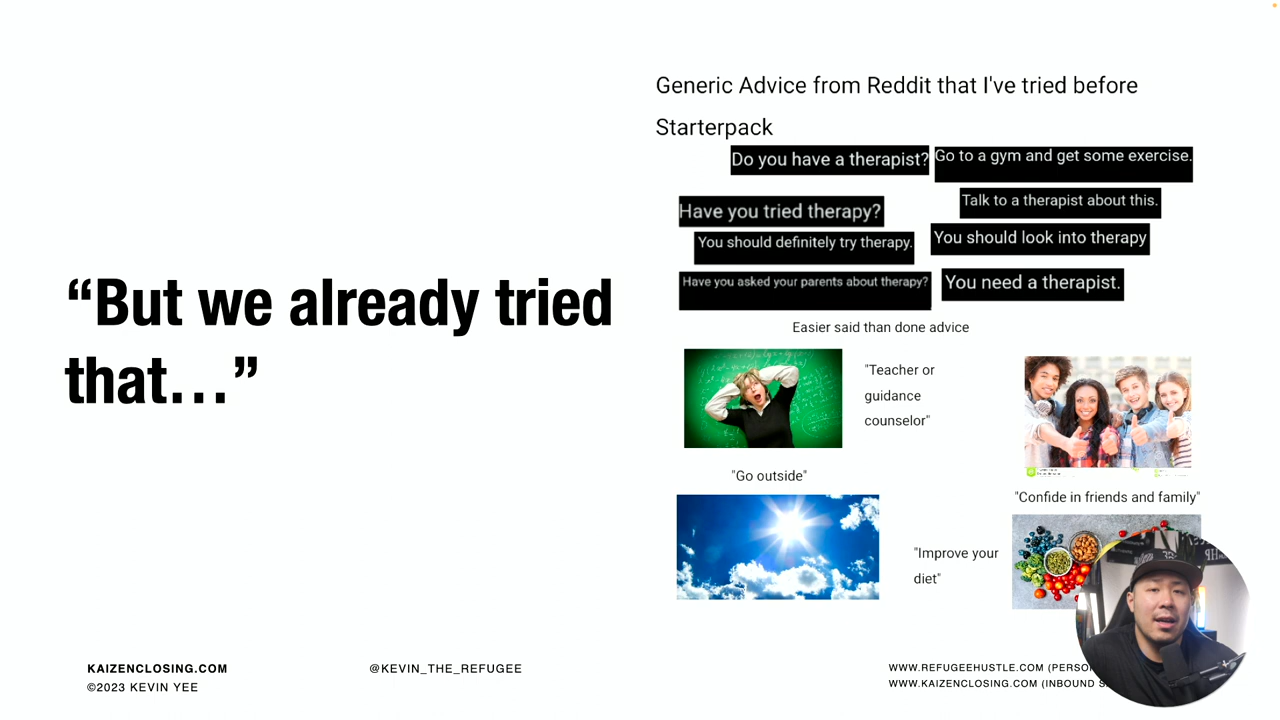 “But we already tried
that…”
Generic Advice from Reddit that I've tried before
Starterpack
Do you have a therapist?
Go to a gym and get some exercise.
Have you tried therapy?
Talk to a therapist about this.
You should definitely try therapy.
You should look into therapy
Have you asked your parents about therapy?
You need a therapist.
Easier said than done advice
"Teacher or
guidance
counselor"
"Go outside"
"Confide in friends and family"
"Improve your
diet"
KAIZENCLOSING.COM
©2023 KEVIN YEE
@KEVIN_THE_REFUGEE
WWW.REFUGEEHUSTLE.COM
WWW.KAIZENCLOSING.COM (INBOUND